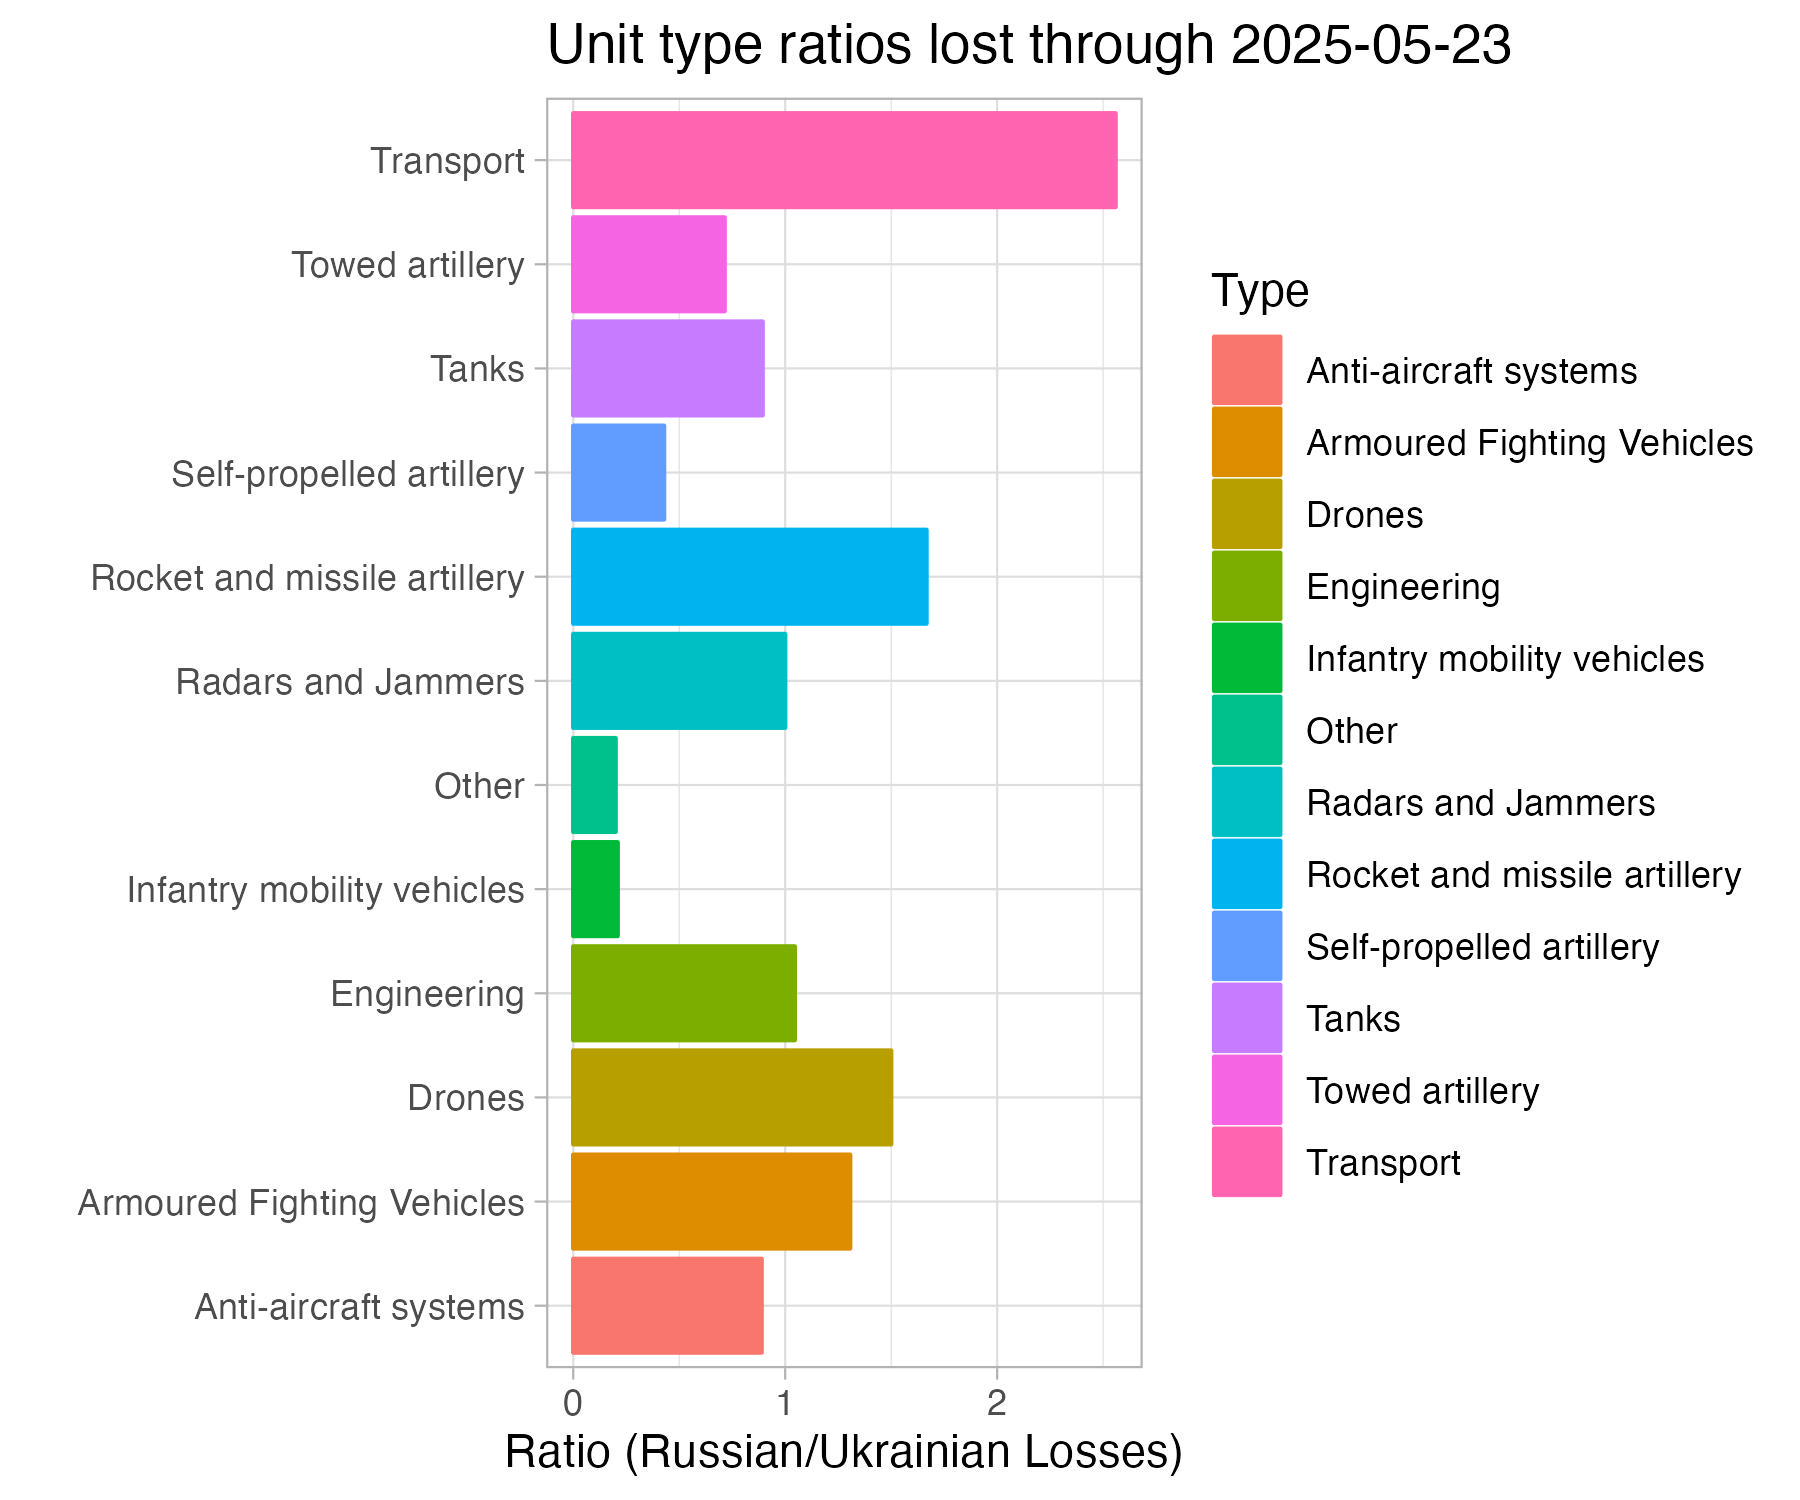 Unit type ratios lost through 2025-05-23
Transport
Towed artillery
Tanks
Self-propelled artillery
Rocket and missile artillery
Radars and Jammers
Other
Infantry mobility vehicles
Engineering
Drones
Armoured Fighting Vehicles
Anti-aircraft systems
0 1 2
Ratio (Russian/Ukrainian Losses)
Type
Anti-aircraft systems
Armoured Fighting Vehicles
Drones
Engineering
Infantry mobility vehicles
Other
Radars and Jammers
Rocket and missile artillery
Self-propelled artillery
Tanks
Towed artillery
Transport